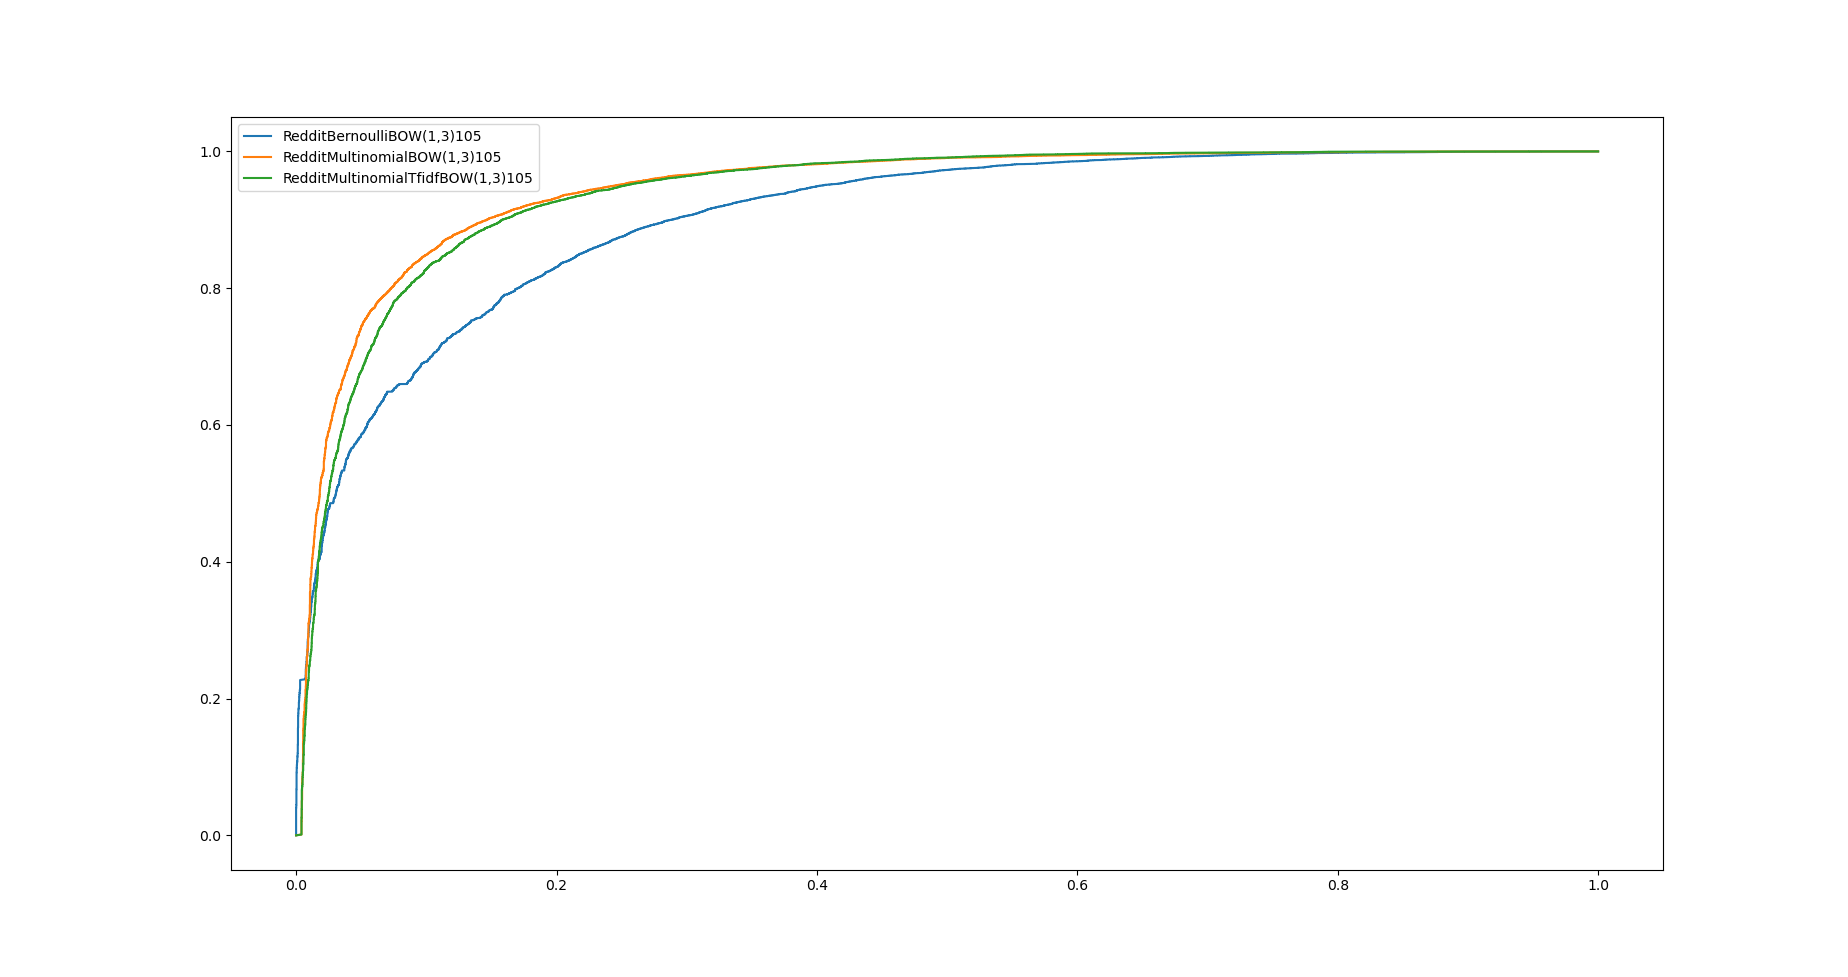 RedditBernoulliBOW(1,3)105
RedditMultinomialBOW(1,3)105
RedditMultinomialTfidfBOW(1,3)105
1.0
0.8
0.6
0.4
0.2
0.0
0.0 0.2 0.4 0.6 0.8 1.0